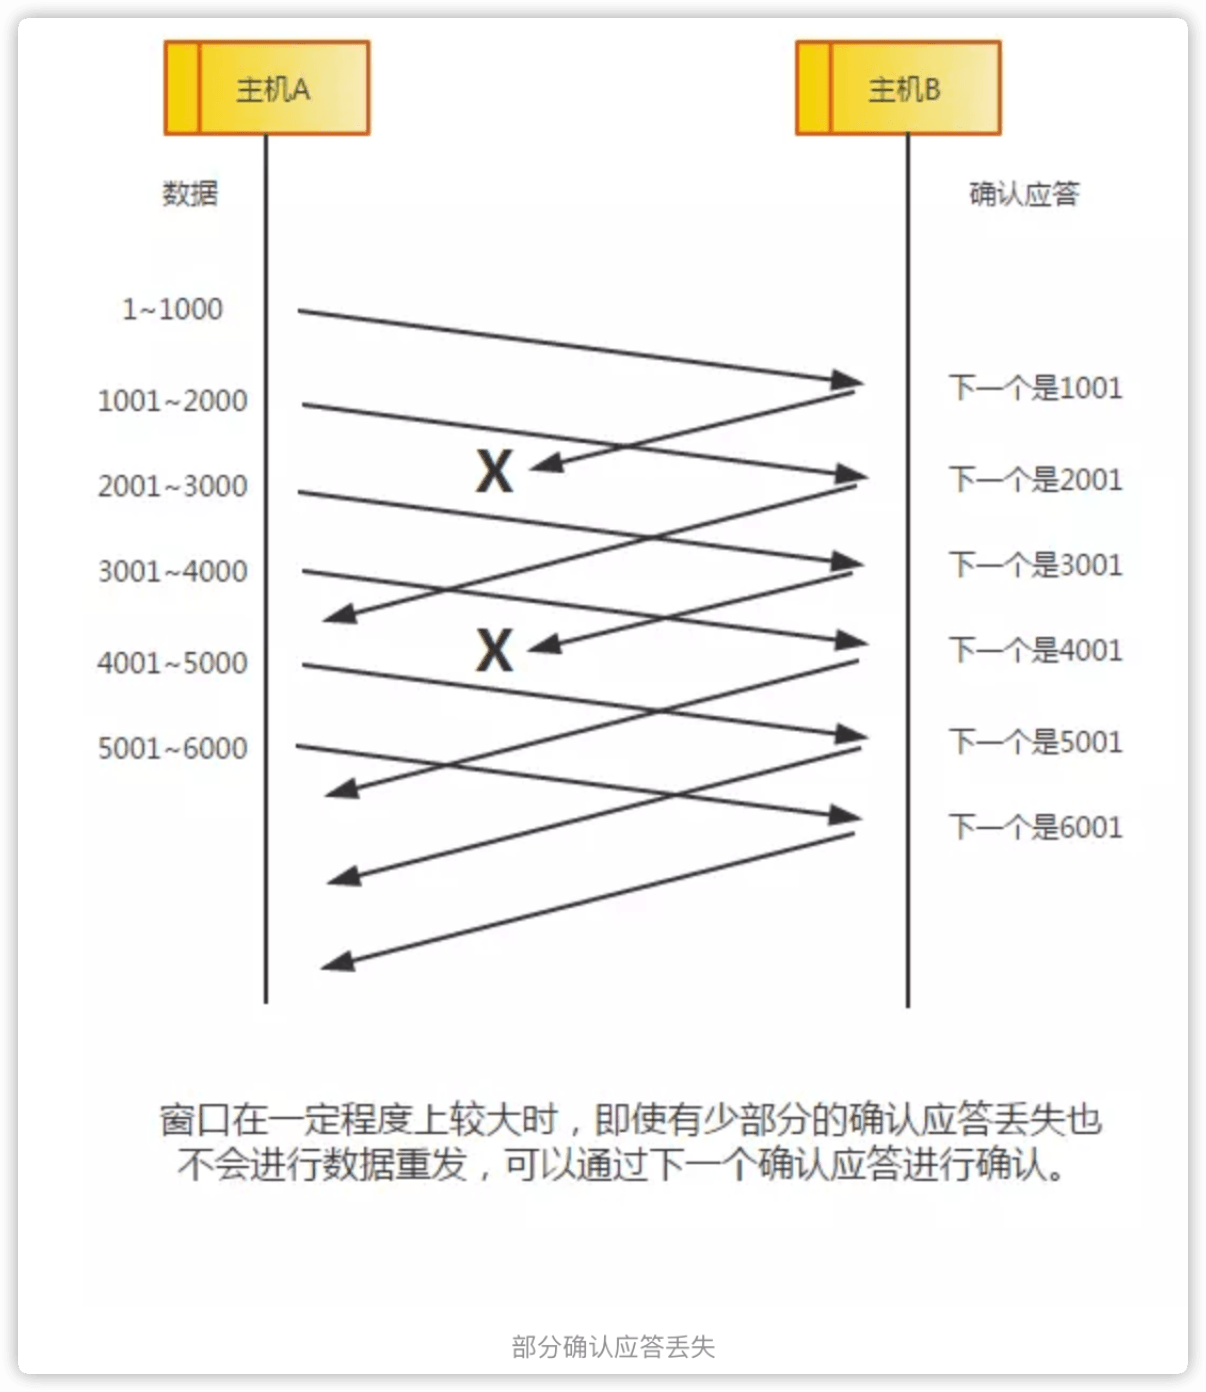 主机A
主机B
数据
确认应答
1~1000
下一个是1001
1001~2000
X
下一个是2001
2001~3000
下一个是3001
3001~4000
X
下一个是4001
4001~5000
下一个是5001
5001~6000
下一个是6001
窗口在一定程度上较大时，即使有少部分的确认应答丢失也
不会进行数据重发，可以通过下一个确认应答进行确认。
部分确认应答丢失